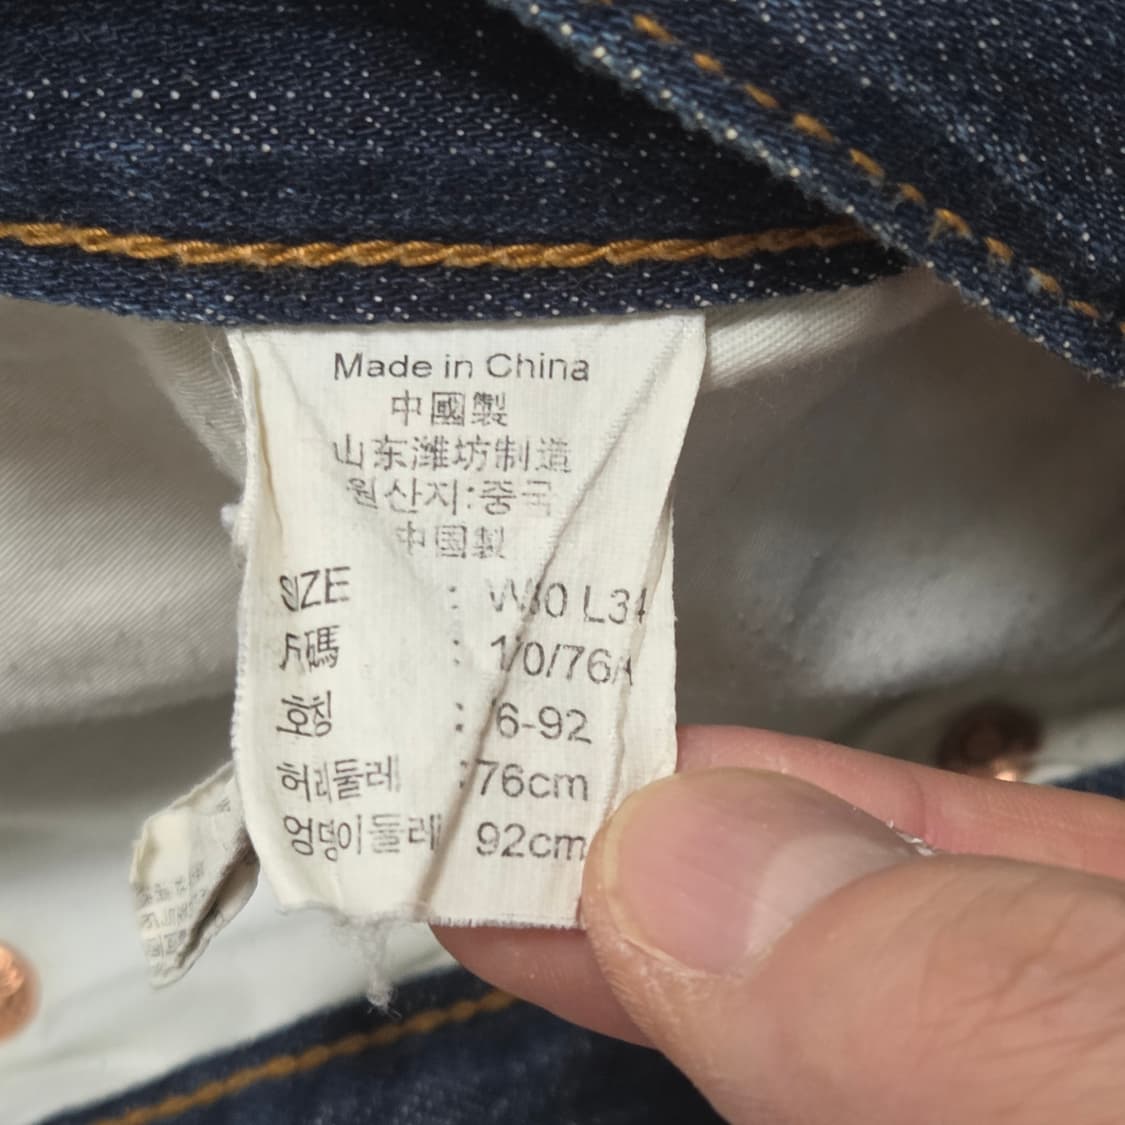 Made in China
中國製
山东潍坊制造
원산지:중국
中國製
SIZE : W30 L34
尺碼 : 170/76A
호칭 : 76-92
허리둘레 : 76cm
엉덩이둘레 92cm